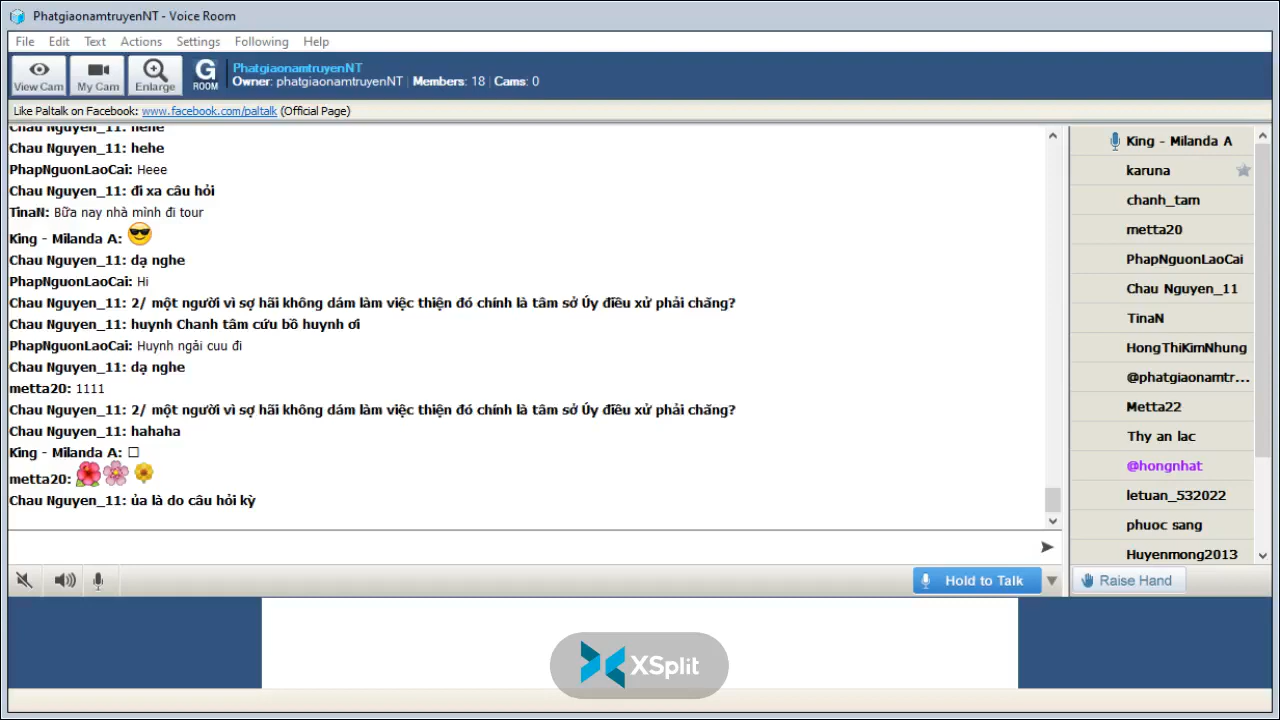 PhatgiaonamtruyenNT - Voice Room
File Edit Text Actions Settings Following Help
View Cam My Cam Enlarge G ROOM
PhatgiaonamtruyenNT
Owner: phatgiaonamtruyenNT | Members: 18 | Cams: 0
Like Paltalk on Facebook: www.facebook.com/paltalk (Official Page)
Chau Nguyen_11: hehe
Chau Nguyen_11: hehe
PhapNguonLaoCai: Heee
Chau Nguyen_11: đi xa câu hỏi
TinaN: Bữa nay nhà mình đi tour
King - Milanda A:
Chau Nguyen_11: dạ nghe
PhapNguonLaoCai: Hi
Chau Nguyen_11: 2/ một người vì sợ hãi không dám làm việc thiện đó chính là tâm sở Úy điều xử phải chăng?
Chau Nguyen_11: huynh Chanh tâm cứu bồ huynh ơi
PhapNguonLaoCai: Huynh ngãi cuu đi
Chau Nguyen_11: dạ nghe
metta20: 1111
Chau Nguyen_11: 2/ một người vì sợ hãi không dám làm việc thiện đó chính là tâm sở Úy điều xử phải chăng?
Chau Nguyen_11: hahaha
King - Milanda A: □
metta20:
Chau Nguyen_11: ủa là do câu hỏi kỳ
King - Milanda A
karuna
chanh_tam
metta20
PhapNguonLaoCai
Chau Nguyen_11
TinaN
HongThiKimNhung
@phatgiaonamtr...
Metta22
Thy an lac
@hongnhat
letuan_532022
phuoc sang
Huyenmong2013
Hold to Talk
Raise Hand
XSplit